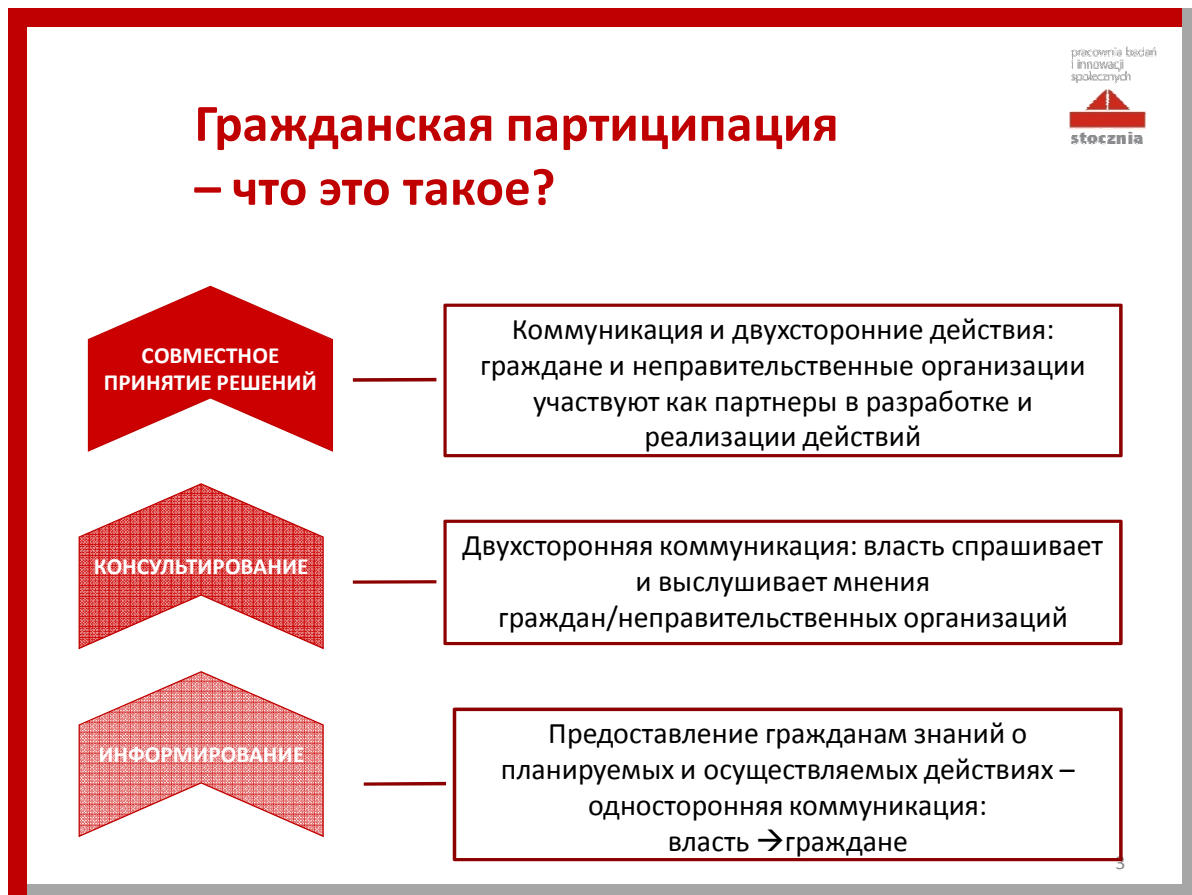 pracownia badań
i innowacji
społecznych
stocznia
Гражданская партиципация
– что это такое?
СОВМЕСТНОЕ
ПРИНЯТИЕ РЕШЕНИЙ
Коммуникация и двухсторонние действия:
граждане и неправительственные организации
участвуют как партнеры в разработке и
реализации действий
КОНСУЛЬТИРОВАНИЕ
Двухсторонняя коммуникация: власть спрашивает
и выслушивает мнения
граждан/неправительственных организаций
ИНФОРМИРОВАНИЕ
Предоставление гражданам знаний о
планируемых и осуществляемых действиях –
односторонняя коммуникация:
власть →граждане
3